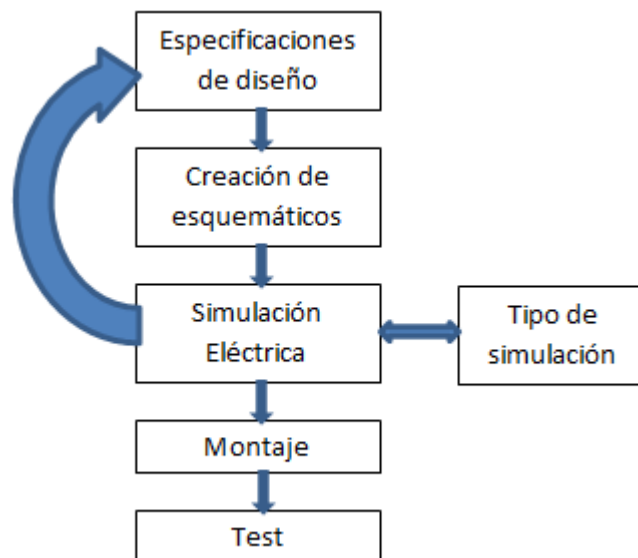 Especificaciones
de diseño
Creación de
esquemáticos
Simulación
Eléctrica
Tipo de
simulación
Montaje
Test